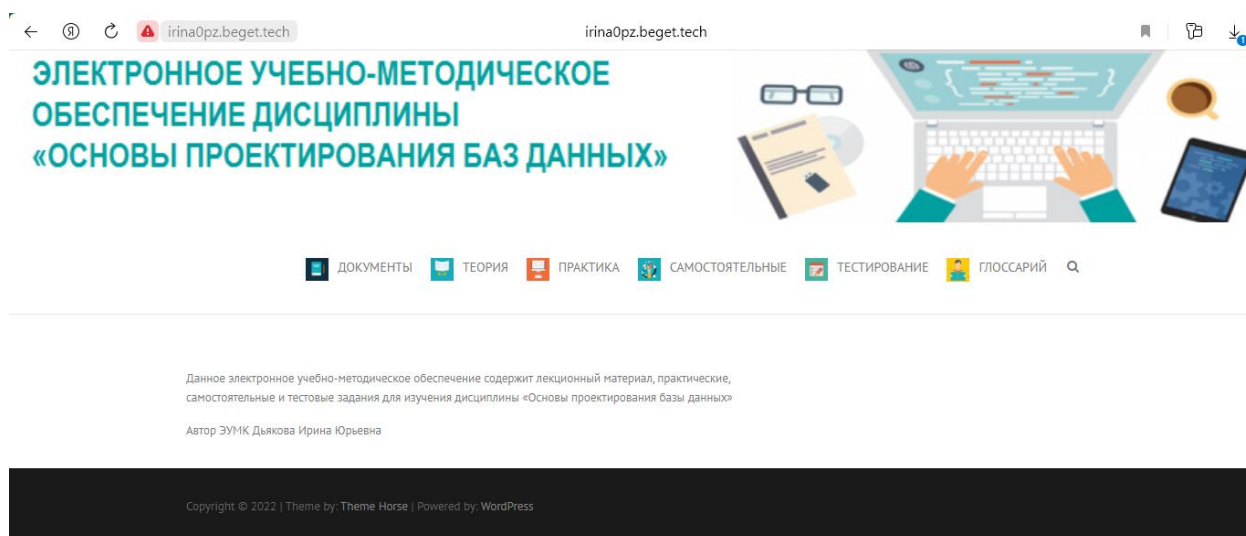 irina0pz.beget.tech irina0pz.beget.tech
ЭЛЕКТРОННОЕ УЧЕБНО-МЕТОДИЧЕСКОЕ
ОБЕСПЕЧЕНИЕ ДИСЦИПЛИНЫ
«ОСНОВЫ ПРОЕКТИРОВАНИЯ БАЗ ДАННЫХ»
ДОКУМЕНТЫ ТЕОРИЯ ПРАКТИКА САМОСТОЯТЕЛЬНЫЕ ТЕСТИРОВАНИЕ ГЛОССАРИЙ
Данное электронное учебно-методическое обеспечение содержит лекционный материал, практические,
самостоятельные и тестовые задания для изучения дисциплины «Основы проектирования базы данных»
Автор ЭУМК Дьякова Ирина Юрьевна
Copyright © 2022 | Theme by: Theme Horse | Powered by: WordPress